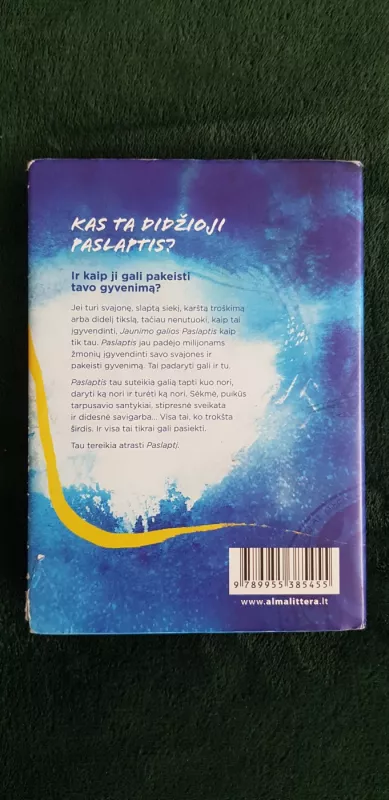 KAS TA DIDŽIOJI
PASLAPTIS?
Ir kaip ji gali pakeisti
tavo gyvenimą?
Jei turi svajonę, slaptą siekį, karštą troškimą
arba didelį tikslą, tačiau nenutuoki, kaip tai
įgyvendinti, Jaunimo galios Paslaptis kaip
tik tau. Paslaptis jau padėjo milijonams
žmonių įgyvendinti savo svajones ir
pakeisti gyvenimą. Tai padaryti gali ir tu.
Paslaptis tau suteikia galią tapti kuo nori,
daryti ką nori ir turėti ką nori. Sėkmė, puikūs
tarpusavio santykiai, stipresnė sveikata
ir didesnė savigarba... Visa tai, ko trokšta
širdis. Ir visa tai tikrai gali pasiekti.
Tau tereikia atrasti Paslaptį.
9 789955 385455
www.almalittera.lt